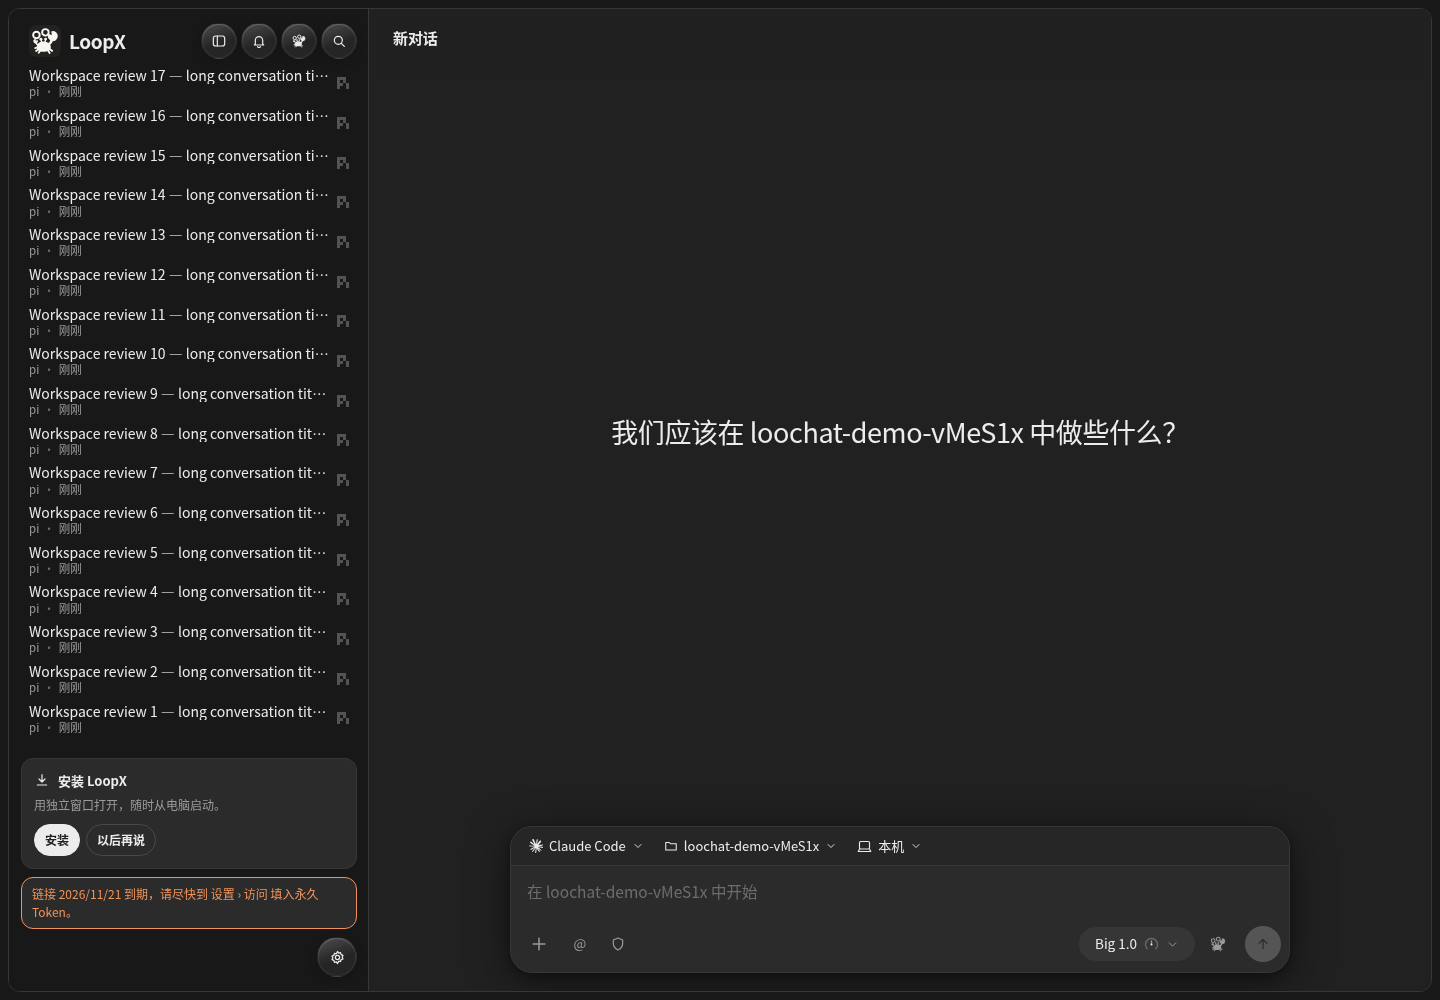 LoopX
新对话
Workspace review 17 — long conversation ti…
pi · 刚刚
Workspace review 16 — long conversation ti…
pi · 刚刚
Workspace review 15 — long conversation ti…
pi · 刚刚
Workspace review 14 — long conversation ti…
pi · 刚刚
Workspace review 13 — long conversation ti…
pi · 刚刚
Workspace review 12 — long conversation ti…
pi · 刚刚
Workspace review 11 — long conversation ti…
pi · 刚刚
Workspace review 10 — long conversation ti…
pi · 刚刚
Workspace review 9 — long conversation tit…
pi · 刚刚
Workspace review 8 — long conversation tit…
pi · 刚刚
Workspace review 7 — long conversation tit…
pi · 刚刚
Workspace review 6 — long conversation tit…
pi · 刚刚
Workspace review 5 — long conversation tit…
pi · 刚刚
Workspace review 4 — long conversation tit…
pi · 刚刚
Workspace review 3 — long conversation tit…
pi · 刚刚
Workspace review 2 — long conversation tit…
pi · 刚刚
Workspace review 1 — long conversation tit…
pi · 刚刚
安装 LoopX
用独立窗口打开，随时从电脑启动。
安装 以后再说
链接 2026/11/21 到期，请尽快到 设置 › 访问 填入永久
Token。
我们应该在 loochat-demo-vMeS1x 中做些什么？
Claude Code loochat-demo-vMeS1x 本机
在 loochat-demo-vMeS1x 中开始
@ Big 1.0